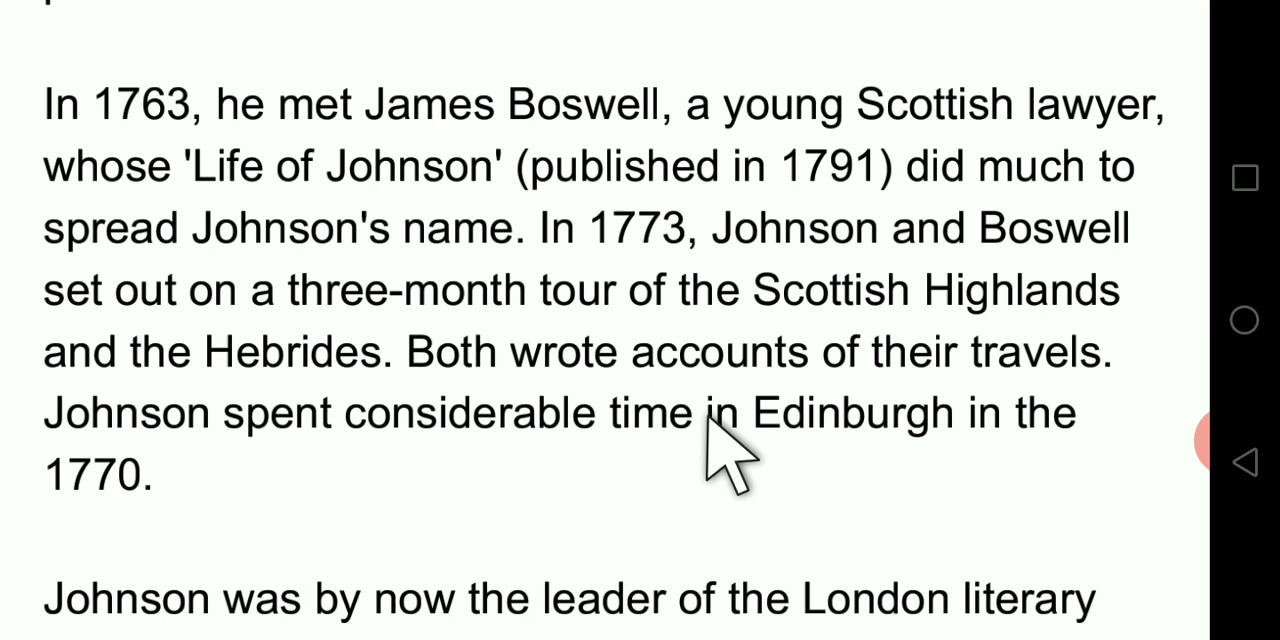 In 1763, he met James Boswell, a young Scottish lawyer,
whose 'Life of Johnson' (published in 1791) did much to
spread Johnson's name. In 1773, Johnson and Boswell
set out on a three-month tour of the Scottish Highlands
and the Hebrides. Both wrote accounts of their travels.
Johnson spent considerable time in Edinburgh in the
1770.
Johnson was by now the leader of the London literary